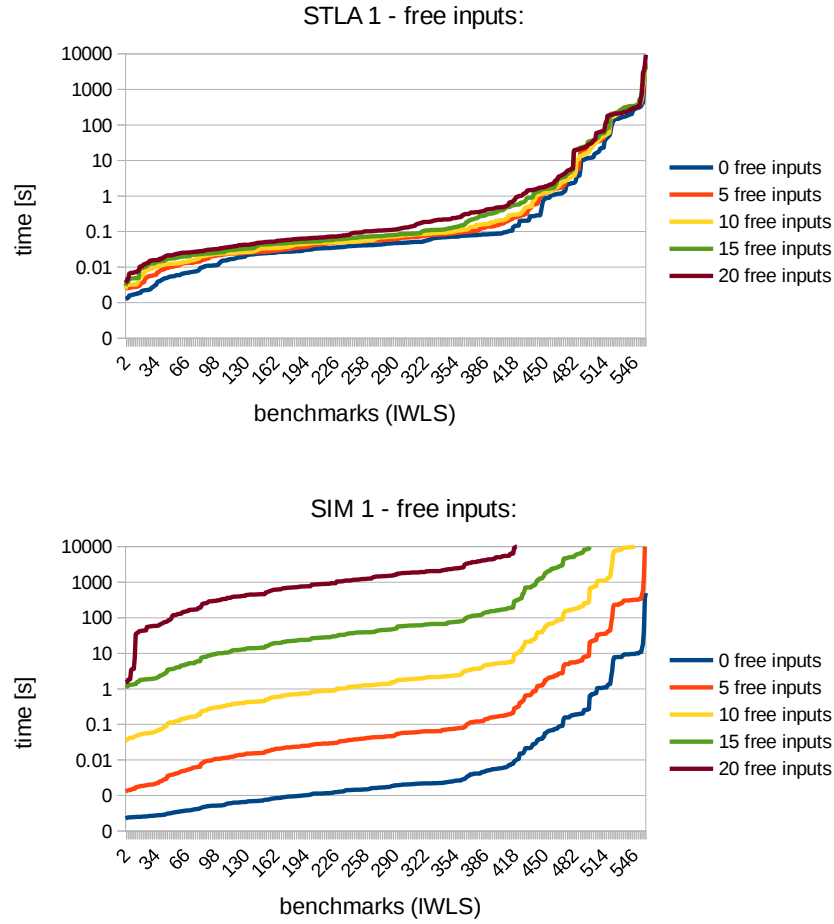 STLA 1 - free inputs:
10000
1000
100
10
1
0.1
0.01
0
0
time [s]
2 34 66 98 130 162 194 226 258 290 322 354 386 418 450 482 514 546
benchmarks (IWLS)
0 free inputs
5 free inputs
10 free inputs
15 free inputs
20 free inputs
SIM 1 - free inputs:
10000
1000
100
10
1
0.1
0.01
0
0
time [s]
2 34 66 98 130 162 194 226 258 290 322 354 386 418 450 482 514 546
benchmarks (IWLS)
0 free inputs
5 free inputs
10 free inputs
15 free inputs
20 free inputs